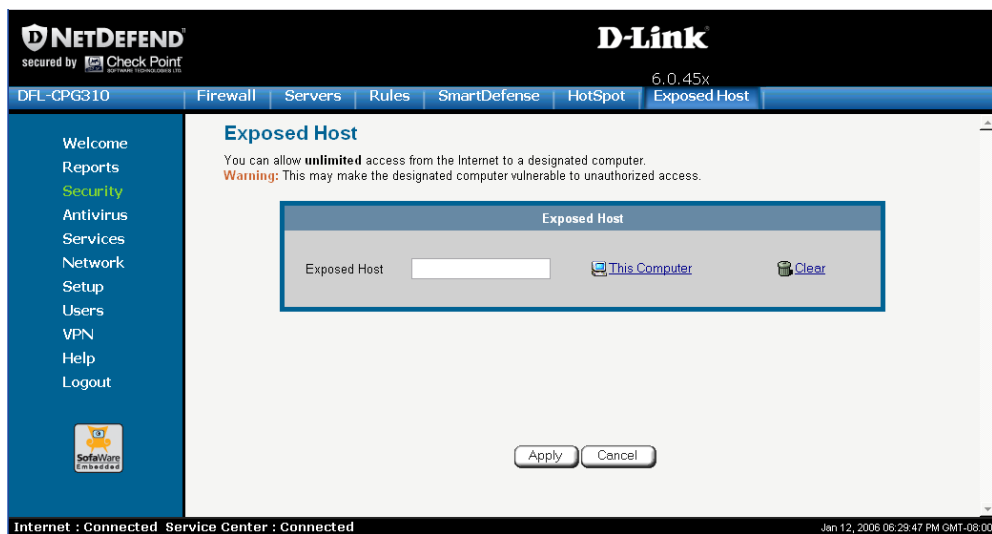 NETDEFEND
secured by Check Point
SOFTWARE TECHNOLOGIES LTD.
D-Link
6.0.45x
DFL-CPG310
Firewall Servers Rules SmartDefense HotSpot Exposed Host
Welcome
Reports
Security
Antivirus
Services
Network
Setup
Users
VPN
Help
Logout
SofaWare
Embedded
Exposed Host
You can allow unlimited access from the Internet to a designated computer.
Warning: This may make the designated computer vulnerable to unauthorized access.
Exposed Host
Exposed Host This Computer Clear
Apply Cancel
Internet : Connected Service Center : Connected
Jan 12, 2006 06:29:47 PM GMT-08:00